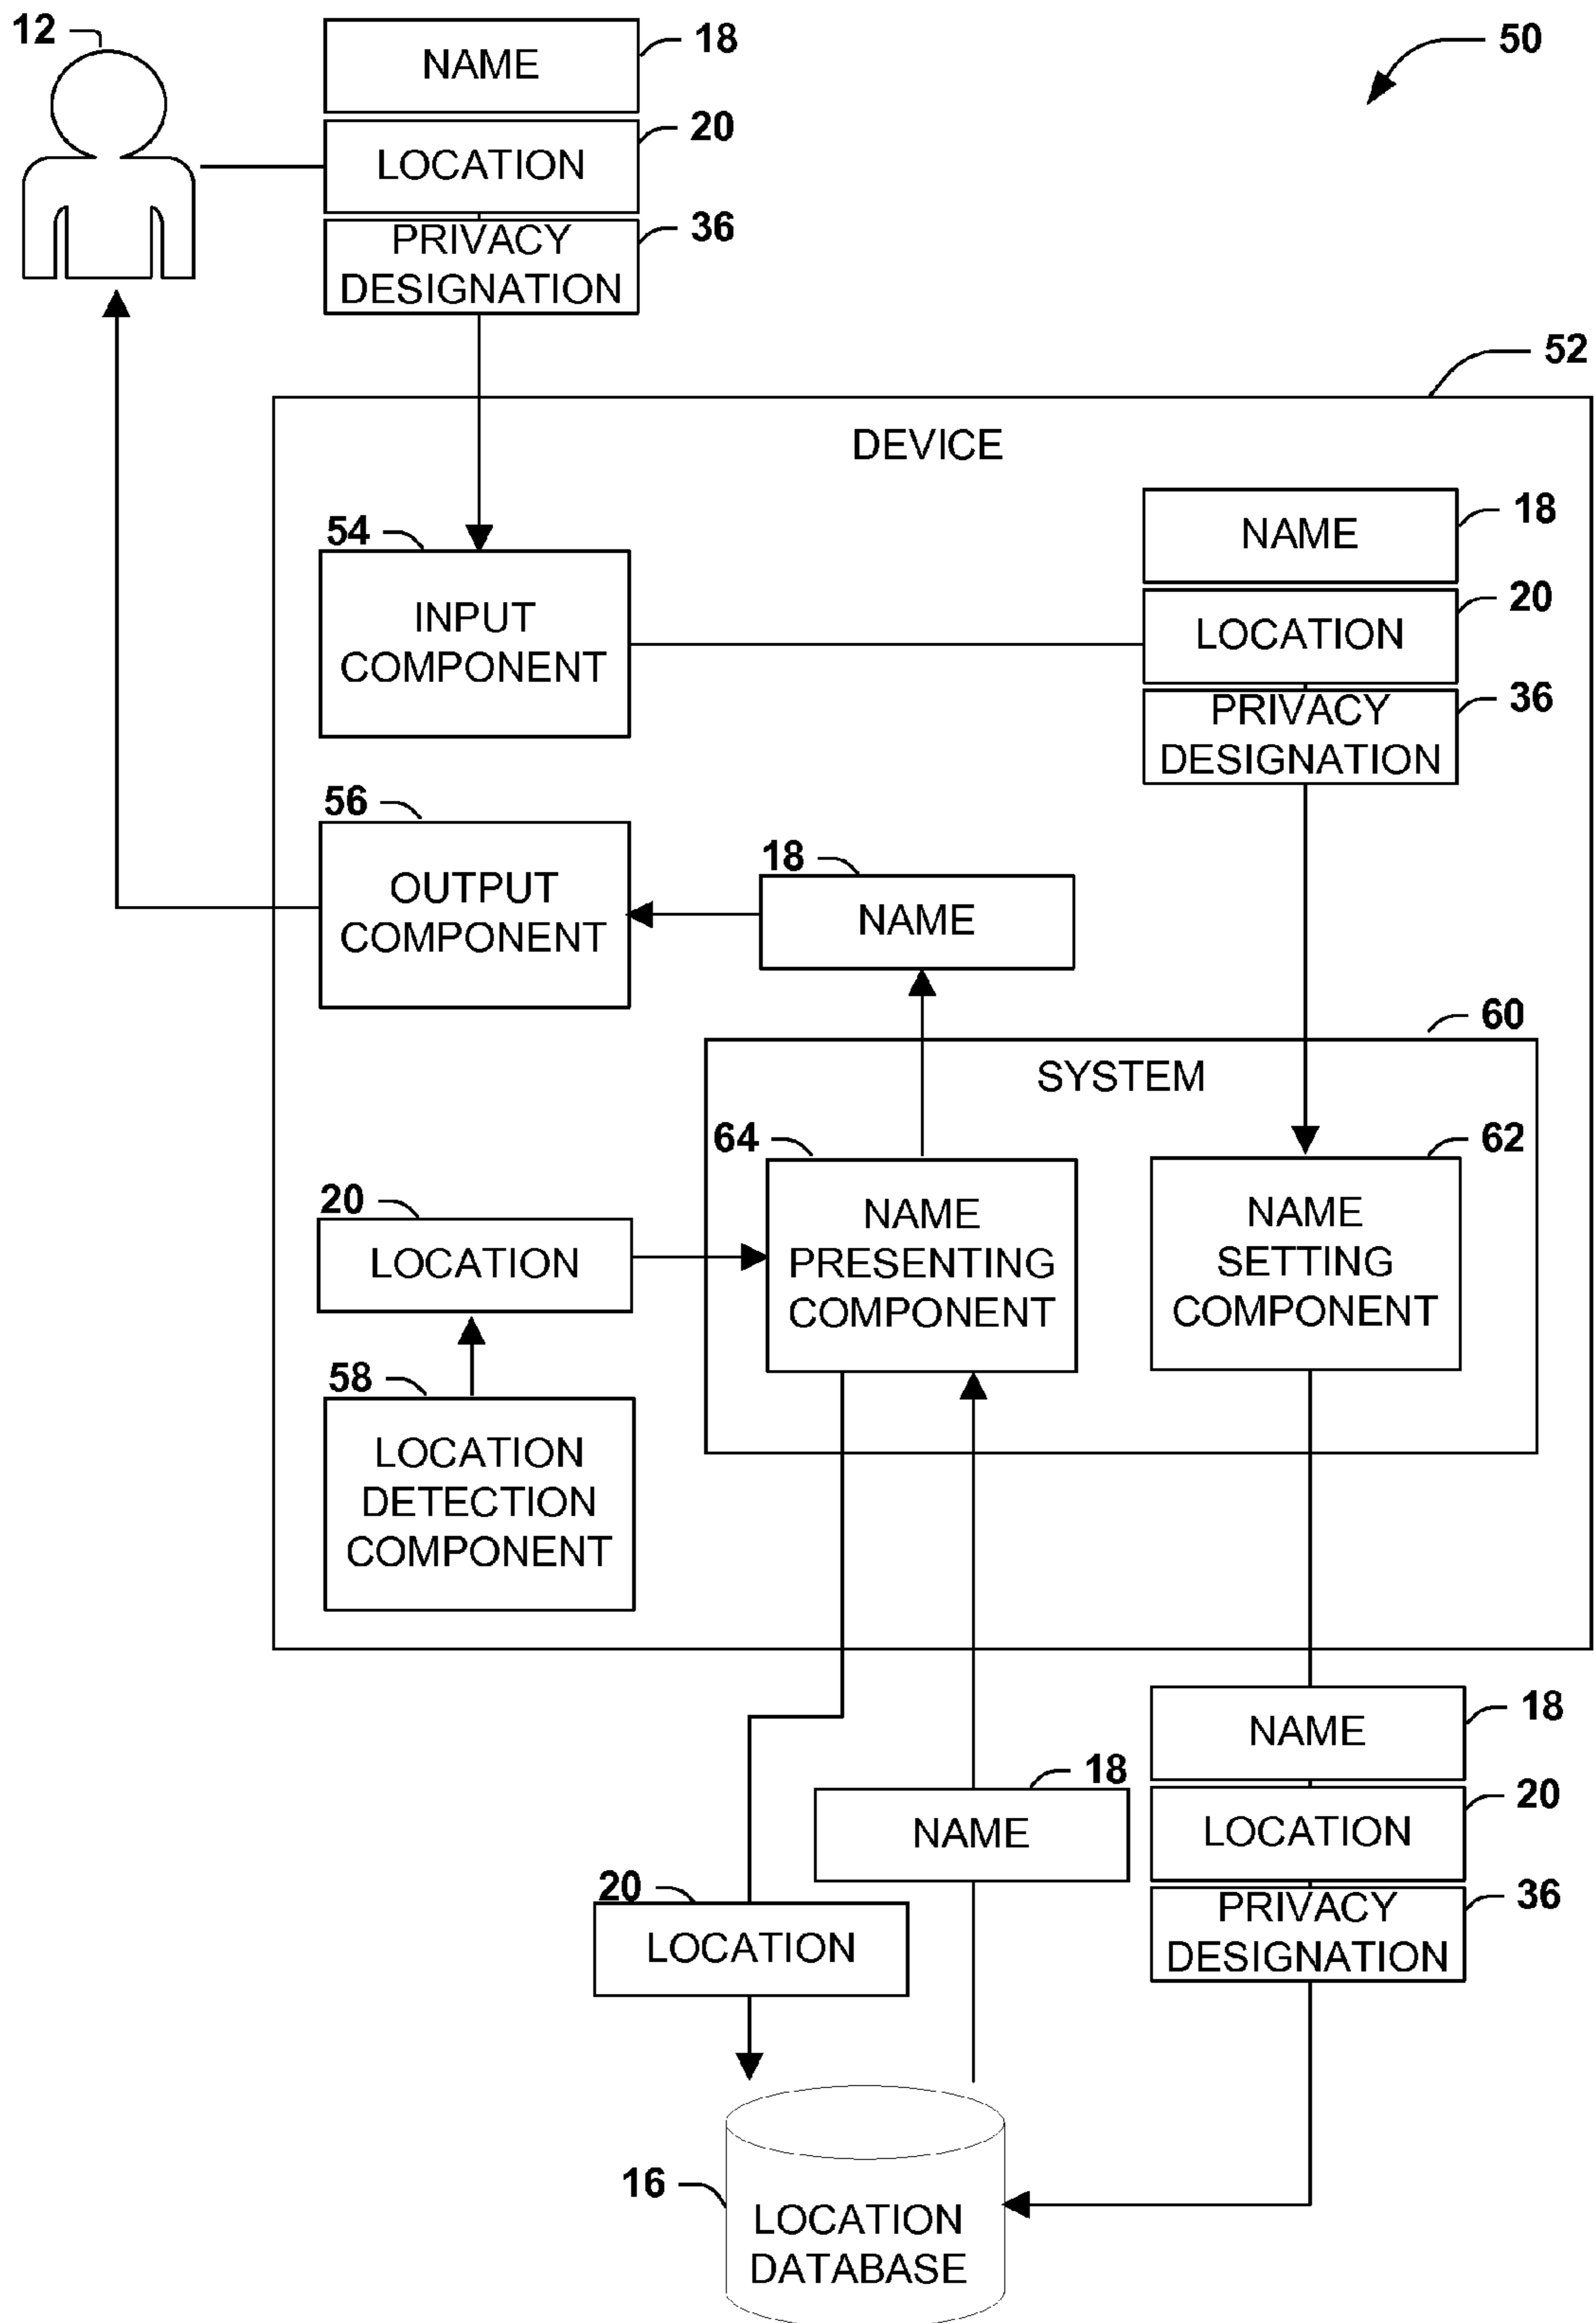 12
NAME
18
50
LOCATION
20
PRIVACY
DESIGNATION
36
52
DEVICE
54
INPUT
COMPONENT
NAME
18
LOCATION
20
PRIVACY
DESIGNATION
36
56
OUTPUT
COMPONENT
18
NAME
60
SYSTEM
64
NAME
PRESENTING
COMPONENT
62
NAME
SETTING
COMPONENT
20
LOCATION
58
LOCATION
DETECTION
COMPONENT
NAME
18
LOCATION
20
PRIVACY
DESIGNATION
36
18
NAME
20
LOCATION
16
LOCATION
DATABASE